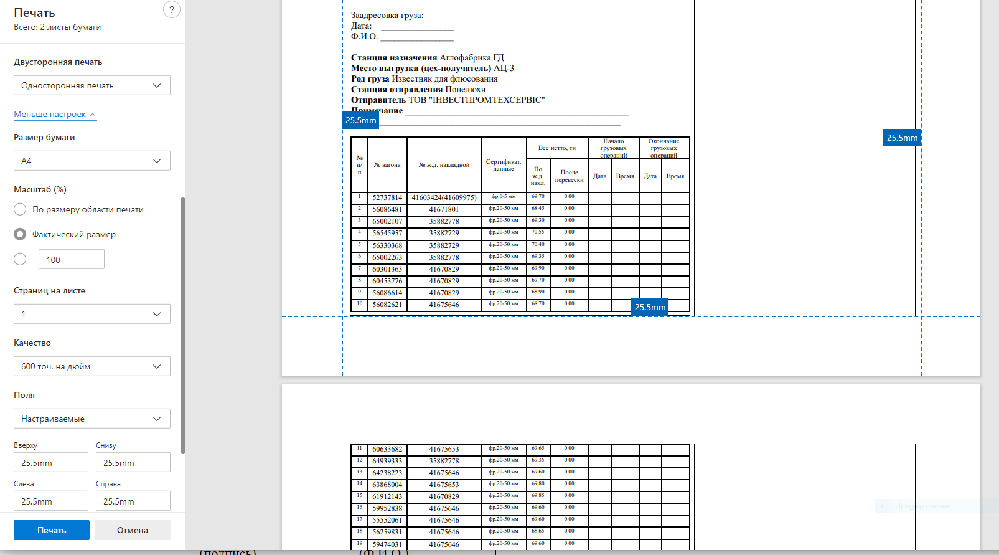 Печать
?
Всего: 2 листы бумаги
Двусторонняя печать
Односторонняя печать
Меньше настроек
Размер бумаги
A4
Масштаб (%)
По размеру области печати
Фактический размер
100
Страниц на листе
1
Качество
600 точ. на дюйм
Поля
Настраиваемые
Вверху Снизу
25.5mm 25.5mm
Слева Справа
25.5mm 25.5mm
Печать Отмена
Заадресовка груза:
Дата: ________________
Ф.И.О. ________________
Станция назначения Аглофабрика ГД
Место выгрузки (цех-получатель) АЦ-3
Род груза Известняк для флюсования
Станция отправления Попелюхи
Отправитель ТОВ "ІНВЕСТПРОМТЕХСЕРВІС"
Примечание
25.5mm
25.5mm
№ п/п № вагона № ж.д. накладной Сертификат. данные Вес нетто, тн Начало грузовых операций Окончание грузовых операций
По ж.д. накл. После перевески Дата Время Дата Время
1 52737814 41603424(41609975) фр.0-5 мм 69.70 0.00
2 56086481 41671801 фр.20-50 мм 68.45 0.00
3 65002107 35882778 фр.20-50 мм 69.30 0.00
4 56545957 35882729 фр.20-50 мм 70.55 0.00
5 56330368 35882729 фр.20-50 мм 70.40 0.00
6 65002263 35882778 фр.20-50 мм 69.35 0.00
7 60301363 41670829 фр.20-50 мм 69.90 0.00
8 60453776 41670829 фр.20-50 мм 69.70 0.00
9 56086614 41670829 фр.20-50 мм 68.90 0.00
10 56082621 41675646 фр.20-50 мм 68.70 0.00
25.5mm
11 60633682 41675653 фр.20-50 мм 69.65 0.00
12 64939333 35882778 фр.20-50 мм 69.35 0.00
13 64238223 41675646 фр.20-50 мм 69.60 0.00
14 63868004 41675653 фр.20-50 мм 69.80 0.00
15 61912143 41670829 фр.20-50 мм 69.85 0.00
16 59952838 41675646 фр.20-50 мм 69.60 0.00
17 55552061 41675646 фр.20-50 мм 69.60 0.00
18 56259831 41675646 фр.20-50 мм 68.65 0.00
19 59474031 41675646 фр.20-50 мм 69.60 0.00
Прямоугольник
(подпись) (Ф.И.О.)